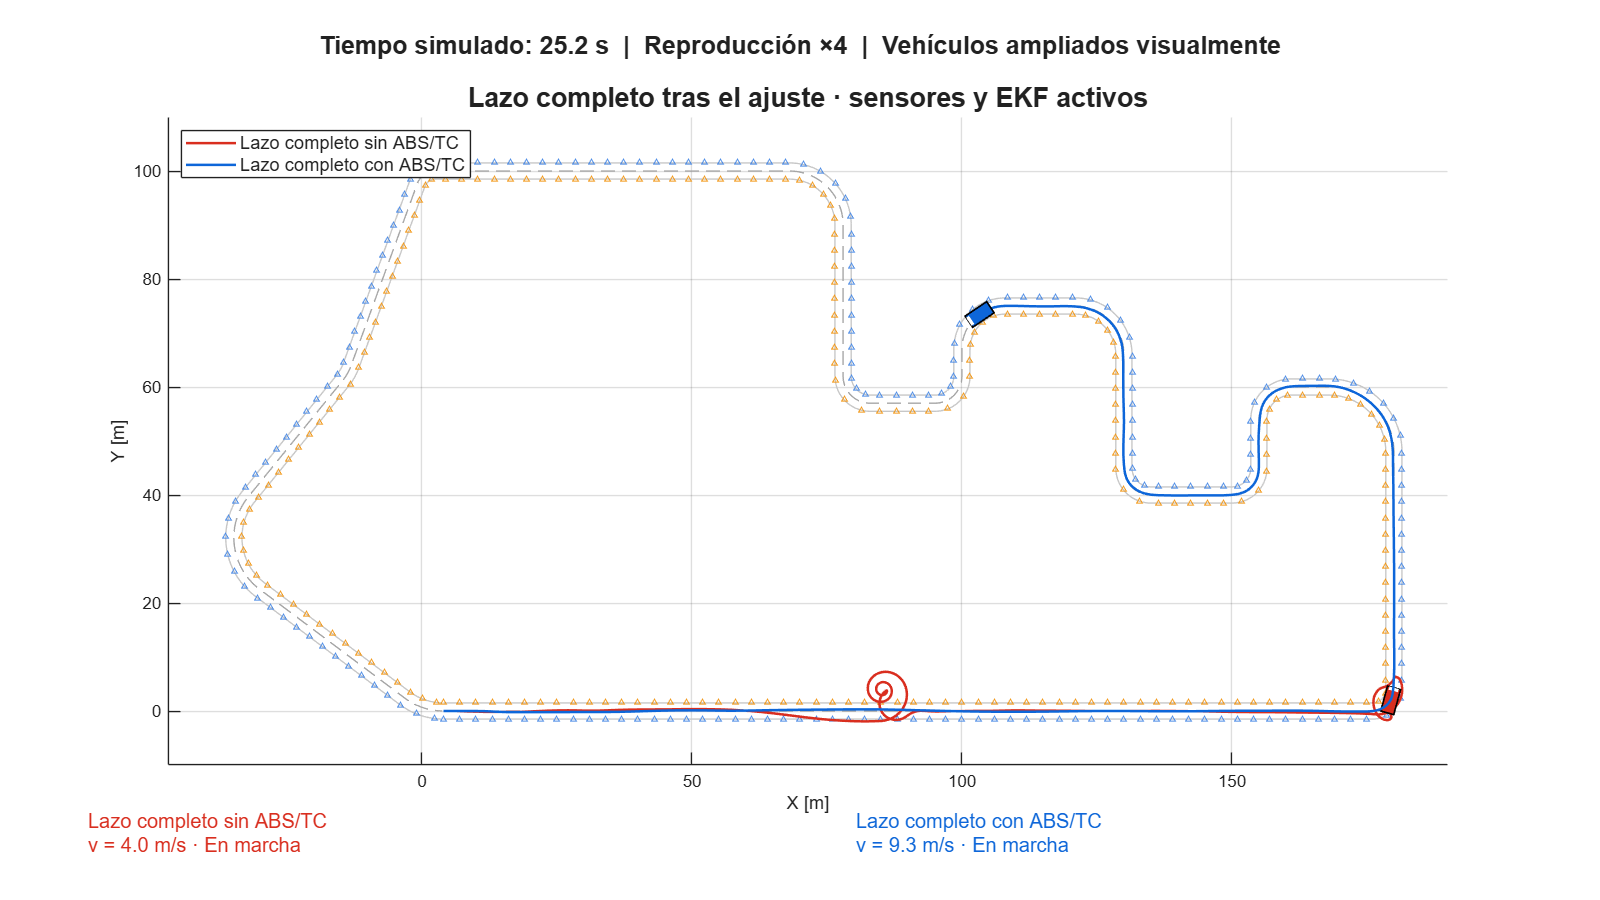 Tiempo simulado: 25.2 s | Reproducción ×4 | Vehículos ampliados visualmente
Lazo completo tras el ajuste · sensores y EKF activos
Lazo completo sin ABS/TC
Lazo completo con ABS/TC
100
80
60
40
20
0
Y [m]
0
50
100
150
X [m]
Lazo completo sin ABS/TC
v = 4.0 m/s · En marcha
Lazo completo con ABS/TC
v = 9.3 m/s · En marcha